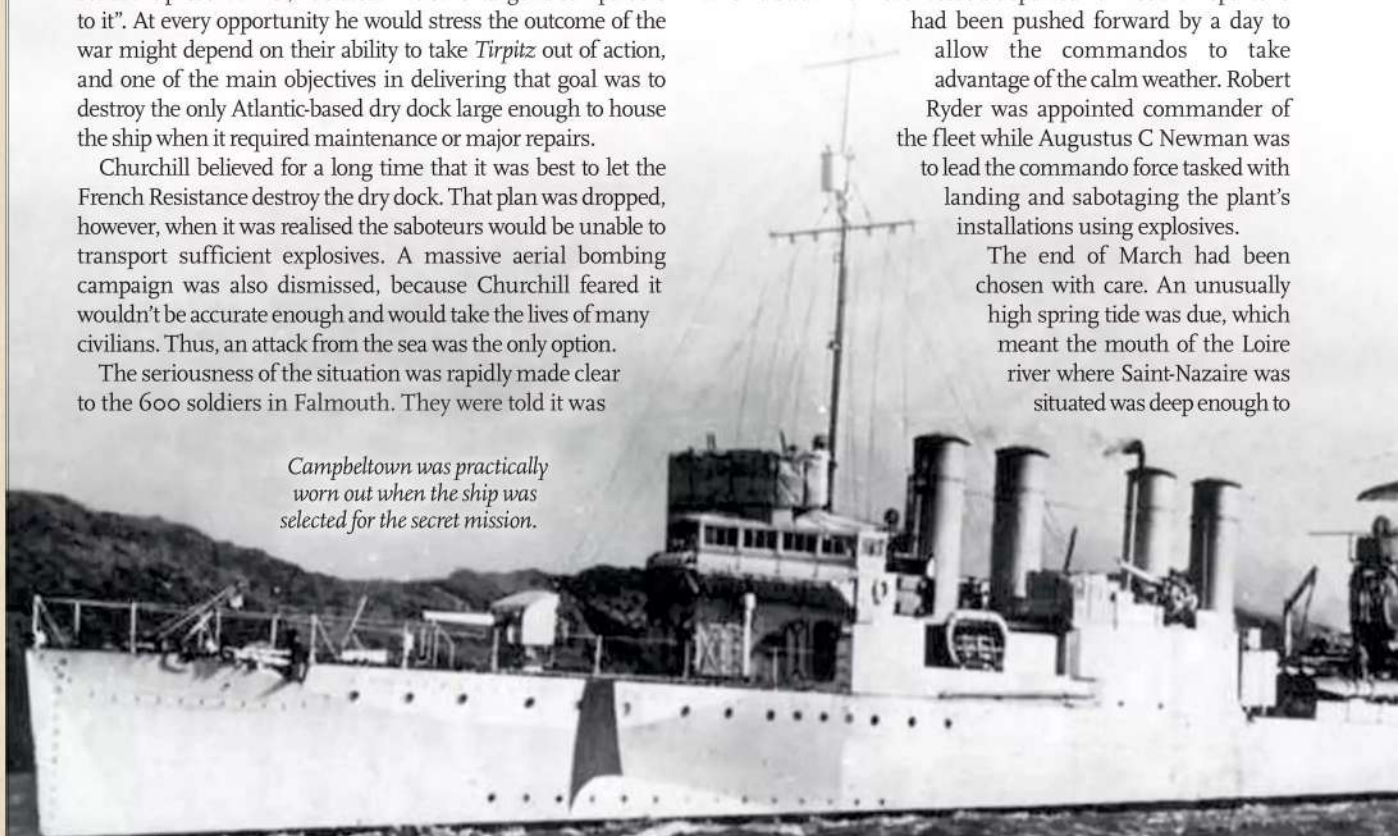 to it”. At every opportunity he would stress the outcome of the
war might depend on their ability to take Tirpitz out of action,
and one of the main objectives in delivering that goal was to
destroy the only Atlantic-based dry dock large enough to house
the ship when it required maintenance or major repairs.
Churchill believed for a long time that it was best to let the
French Resistance destroy the dry dock. That plan was dropped,
however, when it was realised the saboteurs would be unable to
transport sufficient explosives. A massive aerial bombing
campaign was also dismissed, because Churchill feared it
wouldn’t be accurate enough and would take the lives of many
civilians. Thus, an attack from the sea was the only option.
The seriousness of the situation was rapidly made clear
to the 600 soldiers in Falmouth. They were told it was
had been pushed forward by a day to
allow the commandos to take
advantage of the calm weather. Robert
Ryder was appointed commander of
the fleet while Augustus C Newman was
to lead the commando force tasked with
landing and sabotaging the plant’s
installations using explosives.
The end of March had been
chosen with care. An unusually
high spring tide was due, which
meant the mouth of the Loire
river where Saint-Nazaire was
situated was deep enough to
Campbeltown was practically
worn out when the ship was
selected for the secret mission.